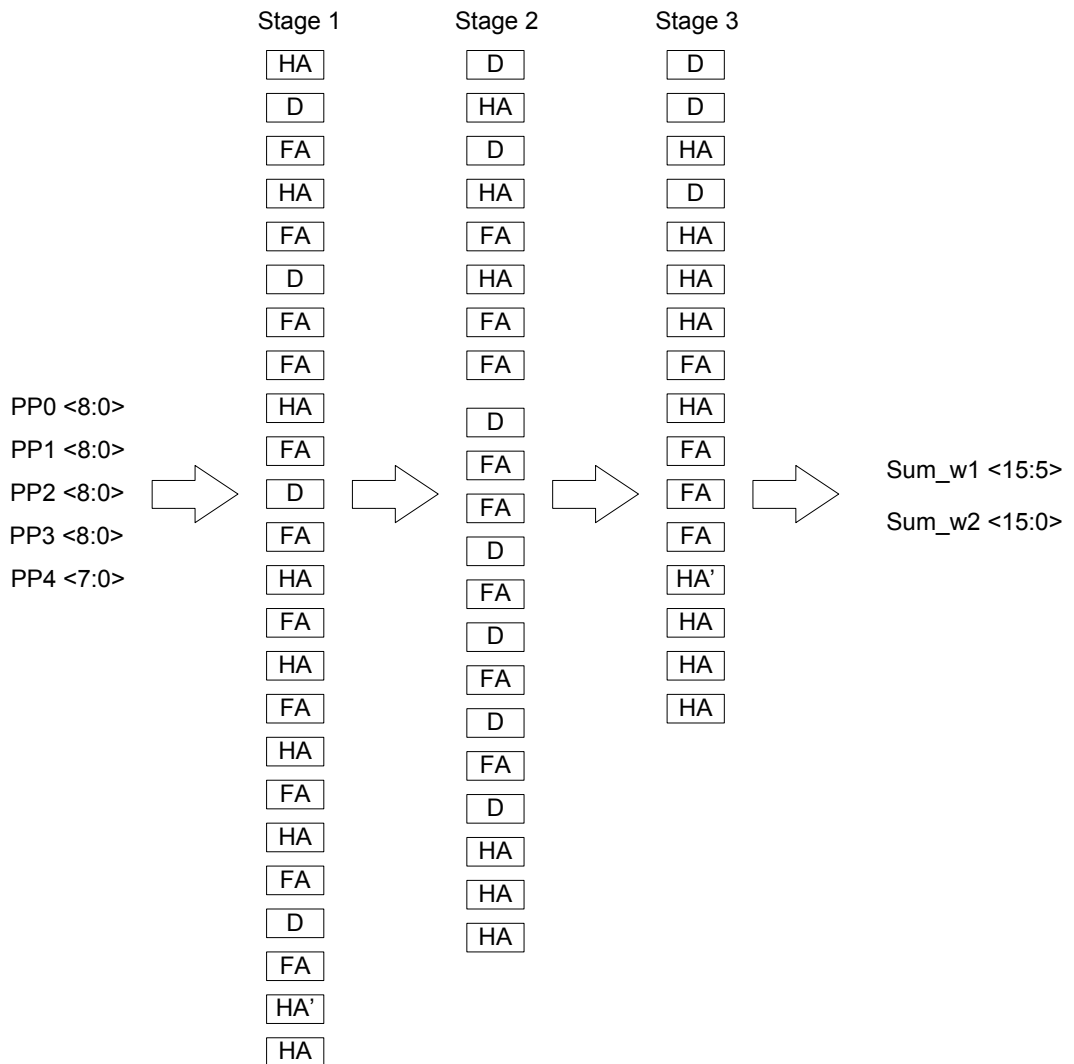 Stage 1
Stage 2
Stage 3
HA
D
FA
HA
FA
D
FA
FA
HA
FA
D
FA
HA
FA
HA
FA
HA
FA
HA
FA
D
FA
HA’
HA
D
HA
D
HA
FA
HA
FA
FA
D
FA
FA
D
FA
D
FA
D
FA
D
HA
HA
HA
D
D
HA
D
HA
HA
HA
FA
HA
FA
FA
FA
HA’
HA
HA
HA
PP0 <8:0>
PP1 <8:0>
PP2 <8:0>
PP3 <8:0>
PP4 <7:0>
Sum_w1 <15:5>
Sum_w2 <15:0>